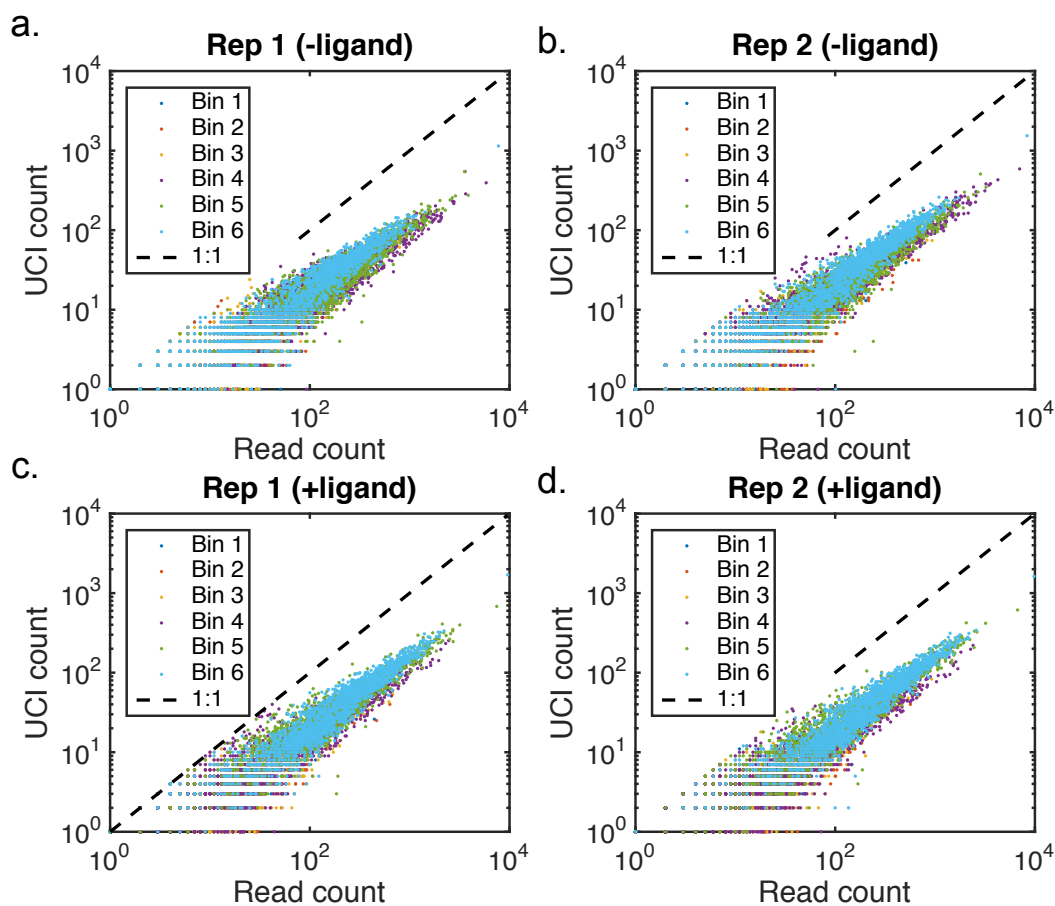 a.
Rep 1 (-ligand)
10^4
10^3
10^2
10^1
10^0
UCI count
Bin 1
Bin 2
Bin 3
Bin 4
Bin 5
Bin 6
1:1
10^0 10^2 10^4
Read count
b.
Rep 2 (-ligand)
10^4
10^3
10^2
10^1
10^0
UCI count
Bin 1
Bin 2
Bin 3
Bin 4
Bin 5
Bin 6
1:1
10^0 10^2 10^4
Read count
c.
Rep 1 (+ligand)
10^4
10^3
10^2
10^1
10^0
UCI count
Bin 1
Bin 2
Bin 3
Bin 4
Bin 5
Bin 6
1:1
10^0 10^2 10^4
Read count
d.
Rep 2 (+ligand)
10^4
10^3
10^2
10^1
10^0
UCI count
Bin 1
Bin 2
Bin 3
Bin 4
Bin 5
Bin 6
1:1
10^0 10^2 10^4
Read count